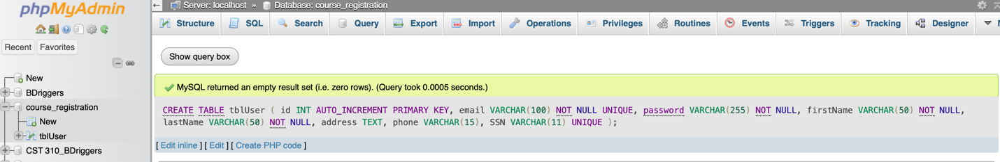 phpMyAdmin
Recent Favorites
New
BDriggers
course_registration
New
tblUser
CST 310_BDriggers
Server: localhost » Database: course_registration
Structure SQL Search Query Export Import Operations Privileges Routines Events Triggers Tracking Designer
Show query box
MySQL returned an empty result set (i.e. zero rows). (Query took 0.0005 seconds.)
CREATE TABLE tblUser ( id INT AUTO_INCREMENT PRIMARY KEY, email VARCHAR(100) NOT NULL UNIQUE, password VARCHAR(255) NOT NULL, firstName VARCHAR(50) NOT NULL,
lastName VARCHAR(50) NOT NULL, address TEXT, phone VARCHAR(15), SSN VARCHAR(11) UNIQUE );
[ Edit inline ] [ Edit ] [ Create PHP code ]